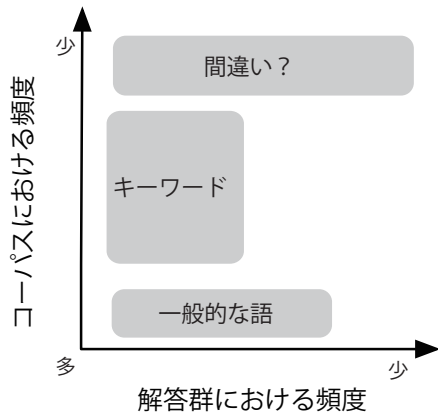 少
間違い？
コーパスにおける頻度
キーワード
一般的な語
多
少
解答群における頻度